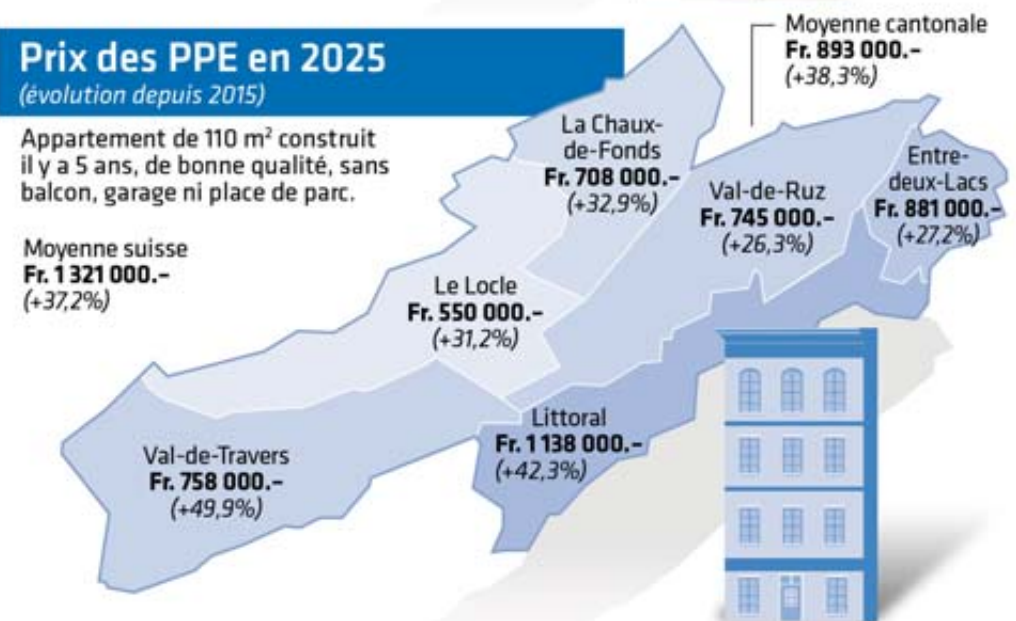 Prix des PPE en 2025
(évolution depuis 2015)
Appartement de 110 m² construit
il y a 5 ans, de bonne qualité, sans
balcon, garage ni place de parc.
Moyenne suisse
Fr. 1 321 000.–
(+37,2%)
Moyenne cantonale
Fr. 893 000.–
(+38,3%)
La Chaux-
de-Fonds
Fr. 708 000.–
(+32,9%)
Val-de-Ruz
Fr. 745 000.–
(+26,3%)
Entre-
deux-Lacs
Fr. 881 000.–
(+27,2%)
Le Locle
Fr. 550 000.–
(+31,2%)
Littoral
Fr. 1 138 000.–
(+42,3%)
Val-de-Travers
Fr. 758 000.–
(+49,9%)